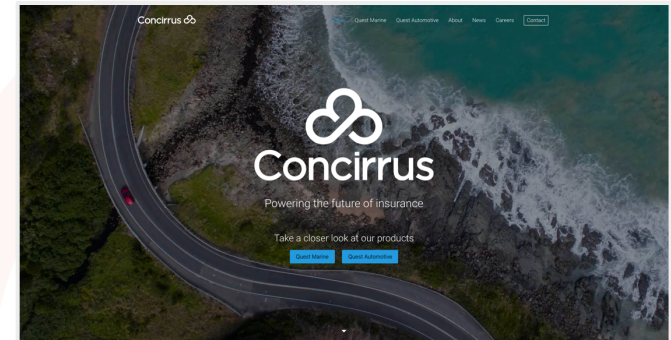 Concirrus
Quest Marine Quest Automotive About News Careers Contact
Concirrus
Powering the future of insurance
Take a closer look at our products
Quest Marine Quest Automotive